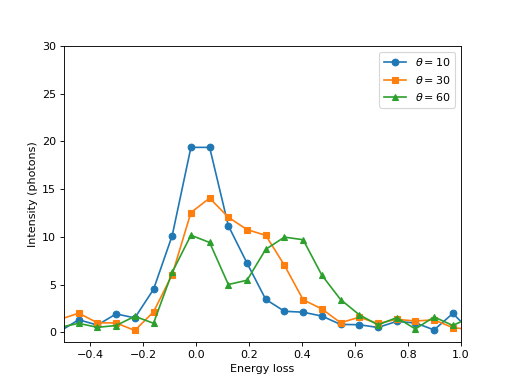 30
25
20
15
10
5
0
Intensity (photons)
−0.4 −0.2 0.0 0.2 0.4 0.6 0.8 1.0
Energy loss
θ = 10
θ = 30
θ = 60